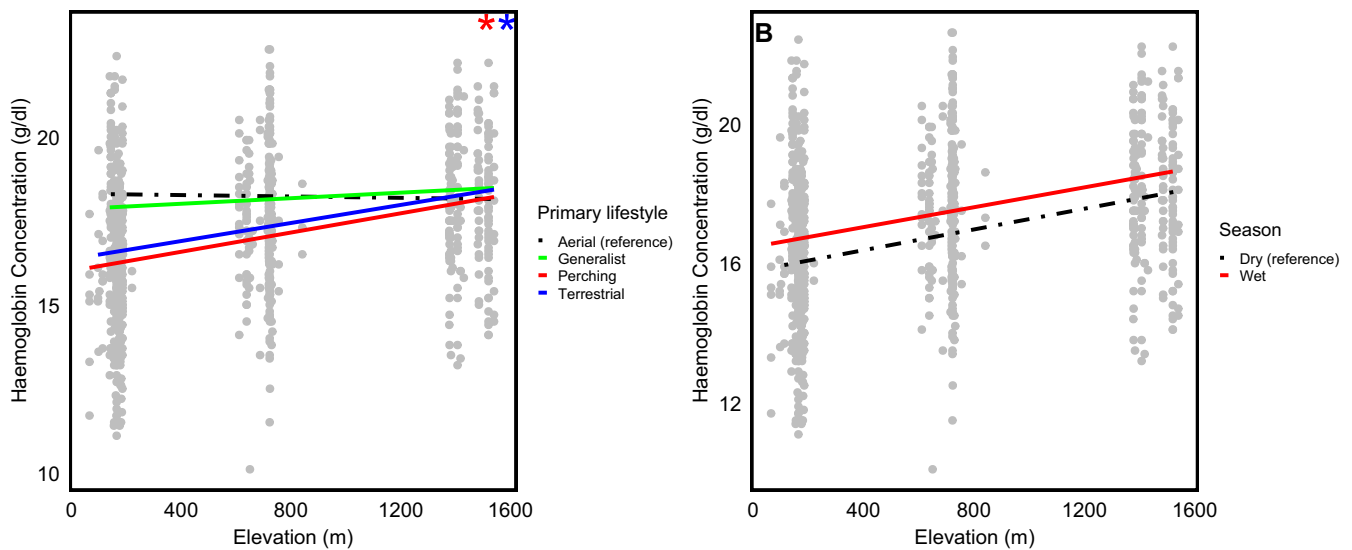 Haemoglobin Concentration (g/dl)
20
15
10
0
400
800
1200
1600
Elevation (m)
* *
Primary lifestyle
Aerial (reference)
Generalist
Perching
Terrestrial
B
Haemoglobin Concentration (g/dl)
20
16
12
0
400
800
1200
1600
Elevation (m)
Season
Dry (reference)
Wet